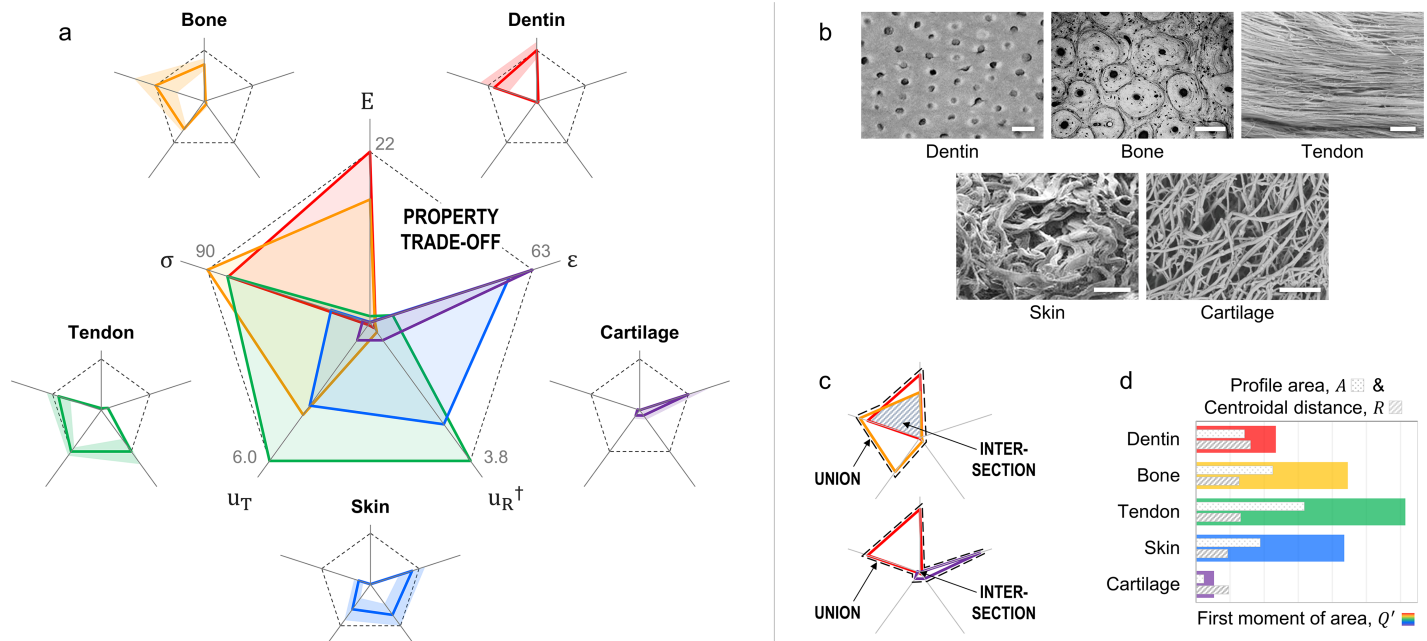 a
Bone
Dentin
E
22
PROPERTY
TRADE-OFF
σ
90
63
ε
Tendon
Cartilage
6.0
3.8
u_T
u_R†
Skin
b
Dentin
Bone
Tendon
Skin
Cartilage
c
INTER-
SECTION
UNION
INTER-
SECTION
UNION
d
Profile area, A &
Centroidal distance, R
Dentin
Bone
Tendon
Skin
Cartilage
First moment of area, Q′